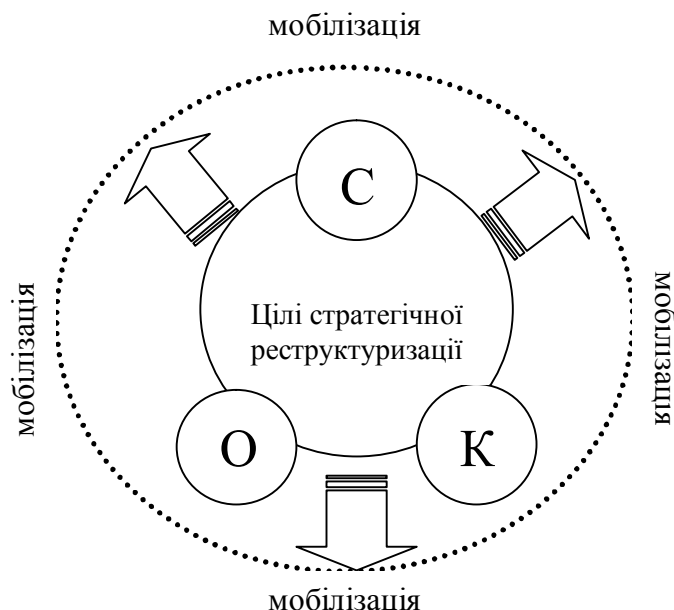 мобілізація
С
мобілізація
Цілі стратегічної
реструктуризації
мобілізація
О
К
мобілізація